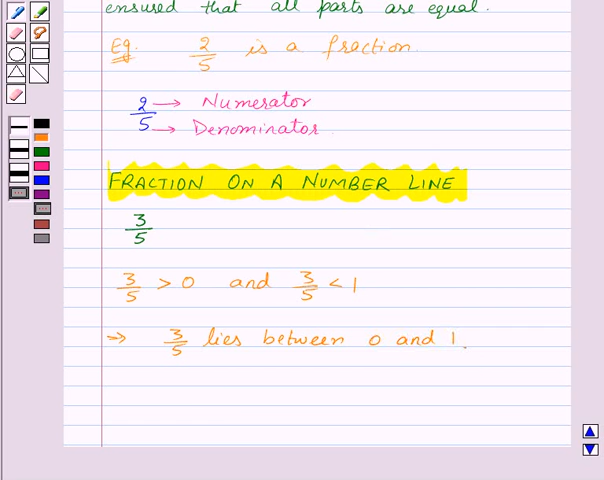 ensured that all parts are equal.
Eg. 2/5 is a fraction.
2 → Numerator
5 → Denominator
FRACTION ON A NUMBER LINE
3/5
3/5 > 0 and 3/5 < 1
⇒ 3/5 lies between 0 and 1.